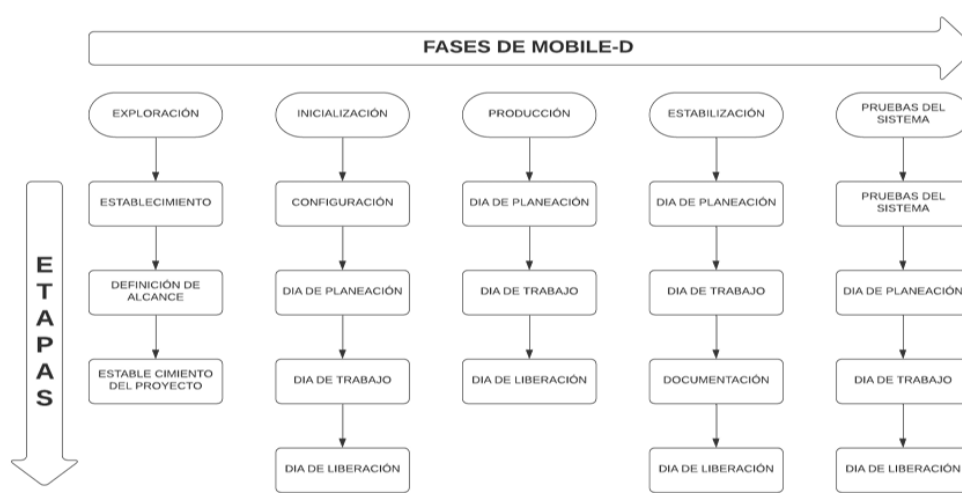 FASES DE MOBILE-D
EXPLORACIÓN
INICIALIZACIÓN
PRODUCCIÓN
ESTABILIZACIÓN
PRUEBAS DEL
SISTEMA
ETAPAS
ESTABLECIMIENTO
CONFIGURACIÓN
DIA DE PLANEACIÓN
DIA DE PLANEACIÓN
PRUEBAS DEL
SISTEMA
DEFINICIÓN DE
ALCANCE
DIA DE PLANEACIÓN
DIA DE TRABAJO
DIA DE TRABAJO
DIA DE PLANEACIÓN
ESTABLE CIMIENTO
DEL PROYECTO
DIA DE TRABAJO
DIA DE LIBERACIÓN
DOCUMENTACIÓN
DIA DE TRABAJO
DIA DE LIBERACIÓN
DIA DE LIBERACIÓN
DIA DE LIBERACIÓN